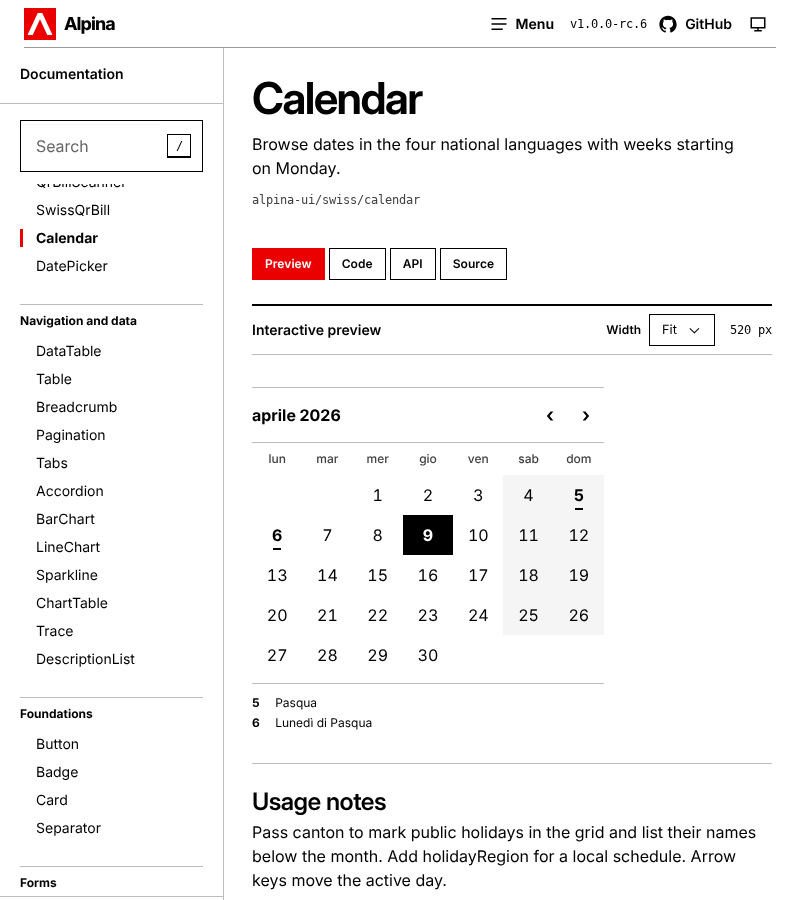 Alpina
Menu
v1.0.0-rc.6
GitHub
Documentation
Search
/
QrBillScanner
SwissQrBill
Calendar
DatePicker
Navigation and data
DataTable
Table
Breadcrumb
Pagination
Tabs
Accordion
BarChart
LineChart
Sparkline
ChartTable
Trace
DescriptionList
Foundations
Button
Badge
Card
Separator
Forms
Calendar
Browse dates in the four national languages with weeks starting
on Monday.
alpina-ui/swiss/calendar
Preview
Code
API
Source
Interactive preview
Width
Fit
520 px
aprile 2026
lun mar mer gio ven sab dom
1 2 3 4 5
6 7 8 9 10 11 12
13 14 15 16 17 18 19
20 21 22 23 24 25 26
27 28 29 30
5 Pasqua
6 Lunedì di Pasqua
Usage notes
Pass canton to mark public holidays in the grid and list their names
below the month. Add holidayRegion for a local schedule. Arrow
keys move the active day.